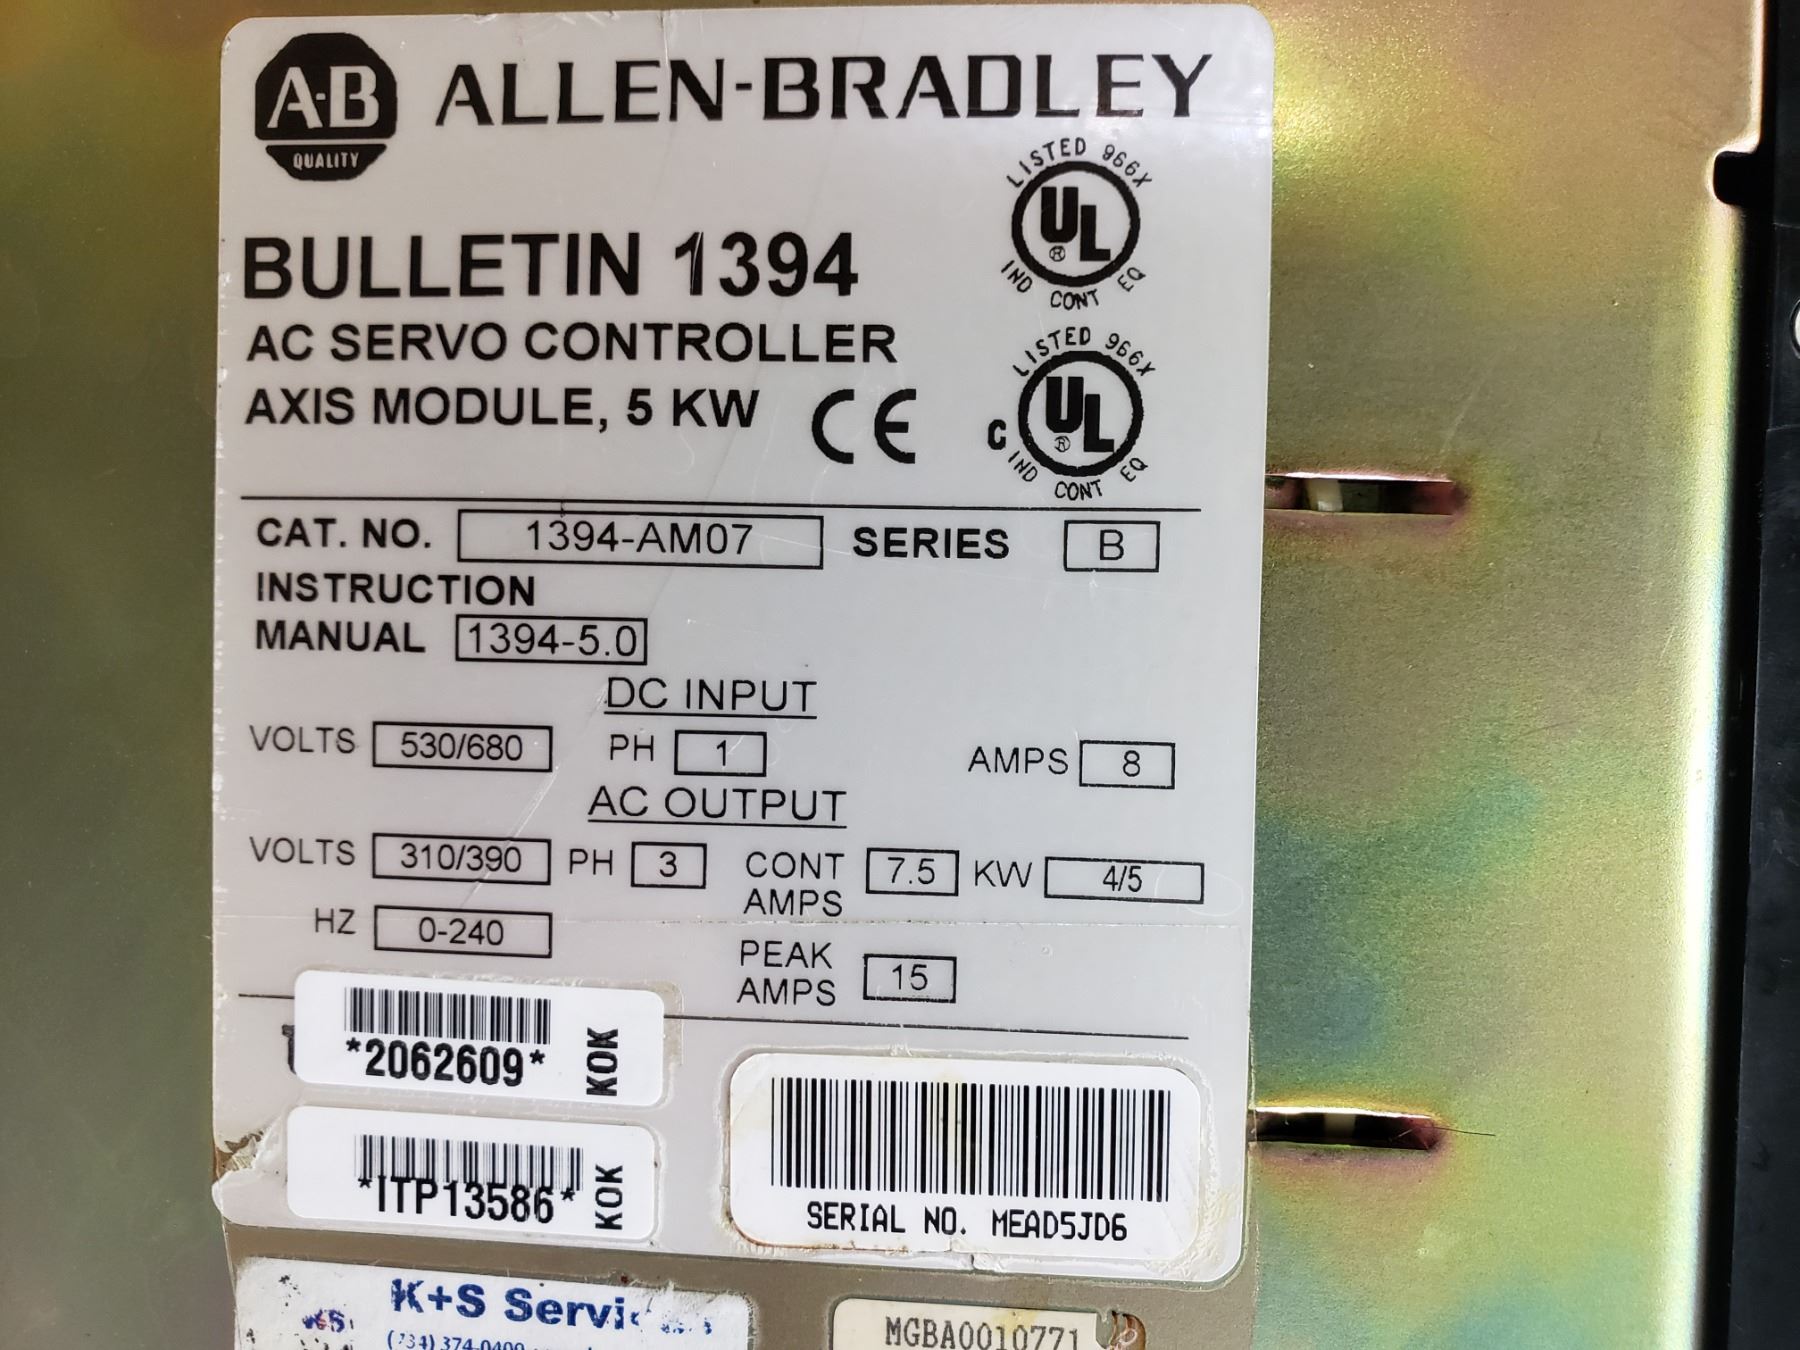 A-B
QUALITY
ALLEN-BRADLEY
LISTED 966X
UL
®
IND CONT EQ
BULLETIN 1394
AC SERVO CONTROLLER
AXIS MODULE, 5 KW
CE
LISTED 966X
C UL
®
IND CONT EQ
CAT. NO. 1394-AM07 SERIES B
INSTRUCTION
MANUAL 1394-5.0
DC INPUT
VOLTS 530/680 PH 1 AMPS 8
AC OUTPUT
VOLTS 310/390 PH 3 CONT AMPS 7.5 KW 4/5
HZ 0-240
PEAK AMPS 15
*2062609*
KOK
*ITP13586*
KOK
SERIAL NO. MEAD5JD6
K+S
MGBA0010771